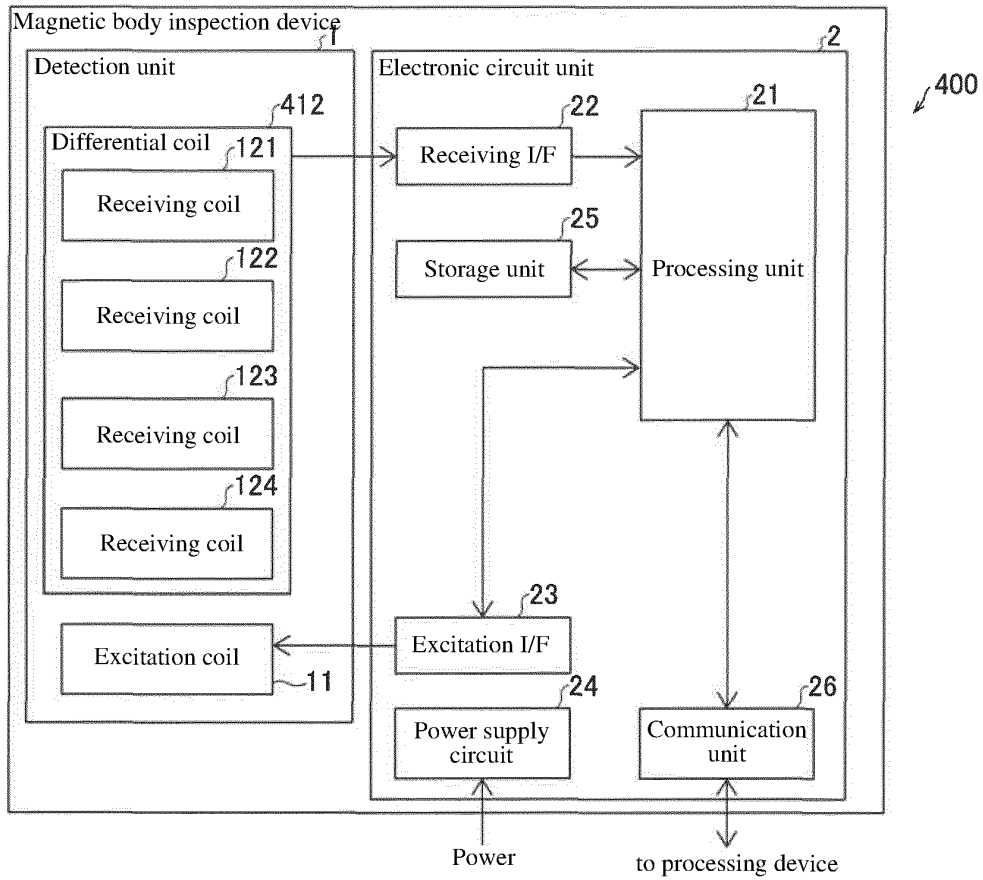 Magnetic body inspection device
1
Detection unit
412
Differential coil
121
Receiving coil
122
Receiving coil
123
Receiving coil
124
Receiving coil
Excitation coil
11
2
Electronic circuit unit
22
Receiving I/F
21
Processing unit
25
Storage unit
23
Excitation I/F
24
Power supply
circuit
26
Communication
unit
Power
to processing device
400